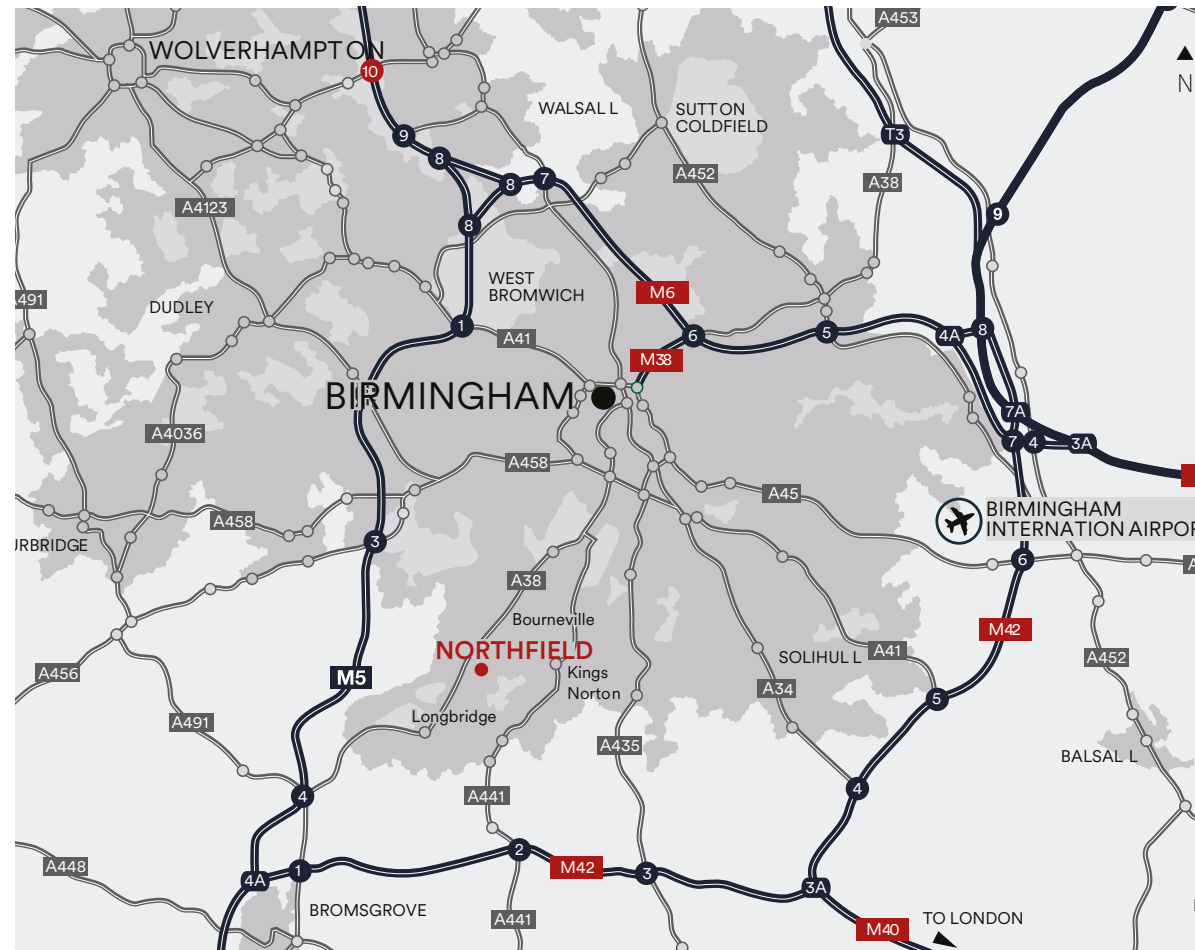 A453
WOLVERHAMPTON
10
N
WALSALL
SUTTON
COLDFIELD
9
T3
8
8
7
A452
A38
A4123
9
8
WEST
BROMWICH
M6
A491
DUDLEY
1
A41
6
5
4A
8
M38
BIRMINGHAM
7A
A4036
7
4
3A
A458
A45
A458
BIRMINGHAM
INTERNATION AIRPOR
URBRIDGE
3
6
A38
Bourneville
M42
NORTHFIELD
A456
M5
Kings
Norton
SOLIHULL
A41
A452
A34
5
A491
Longbridge
A435
BALSALL
4
A441
4
2
A448
4A
1
M42
3
3A
BROMSGROVE
A441
M40
TO LONDON